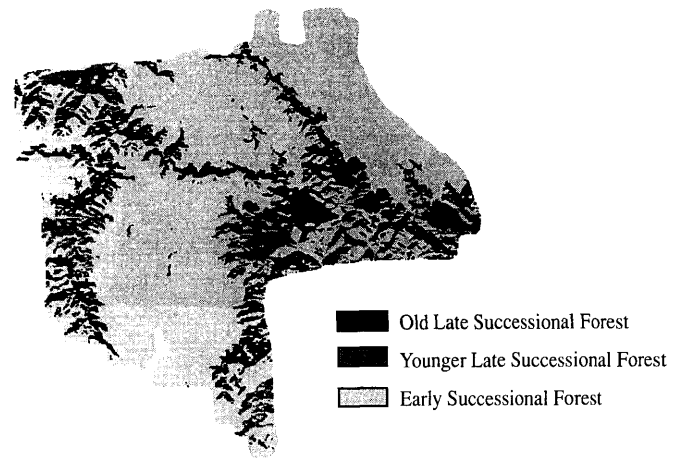 Old Late Successional Forest
Younger Late Successional Forest
Early Successional Forest